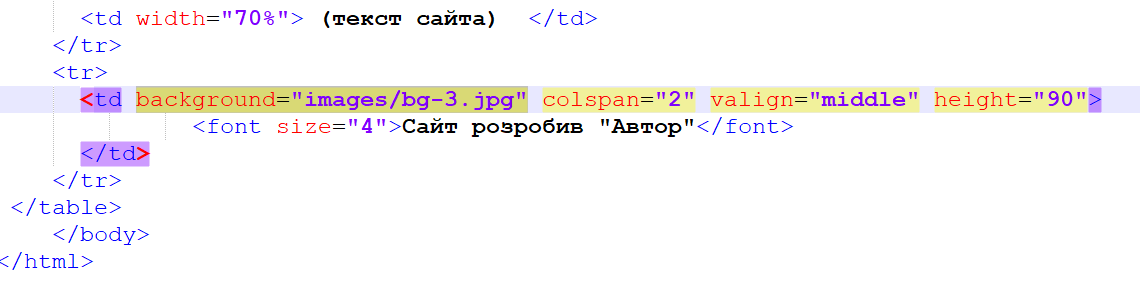 <td width="70%"> (текст сайта)  </td>
</tr>
<tr>
<td background="images/bg-3.jpg" colspan="2" valign="middle" height="90">
<font size="4">Сайт розробив "Автор"</font>
</td>
</tr>
</table>
</body>
</html>